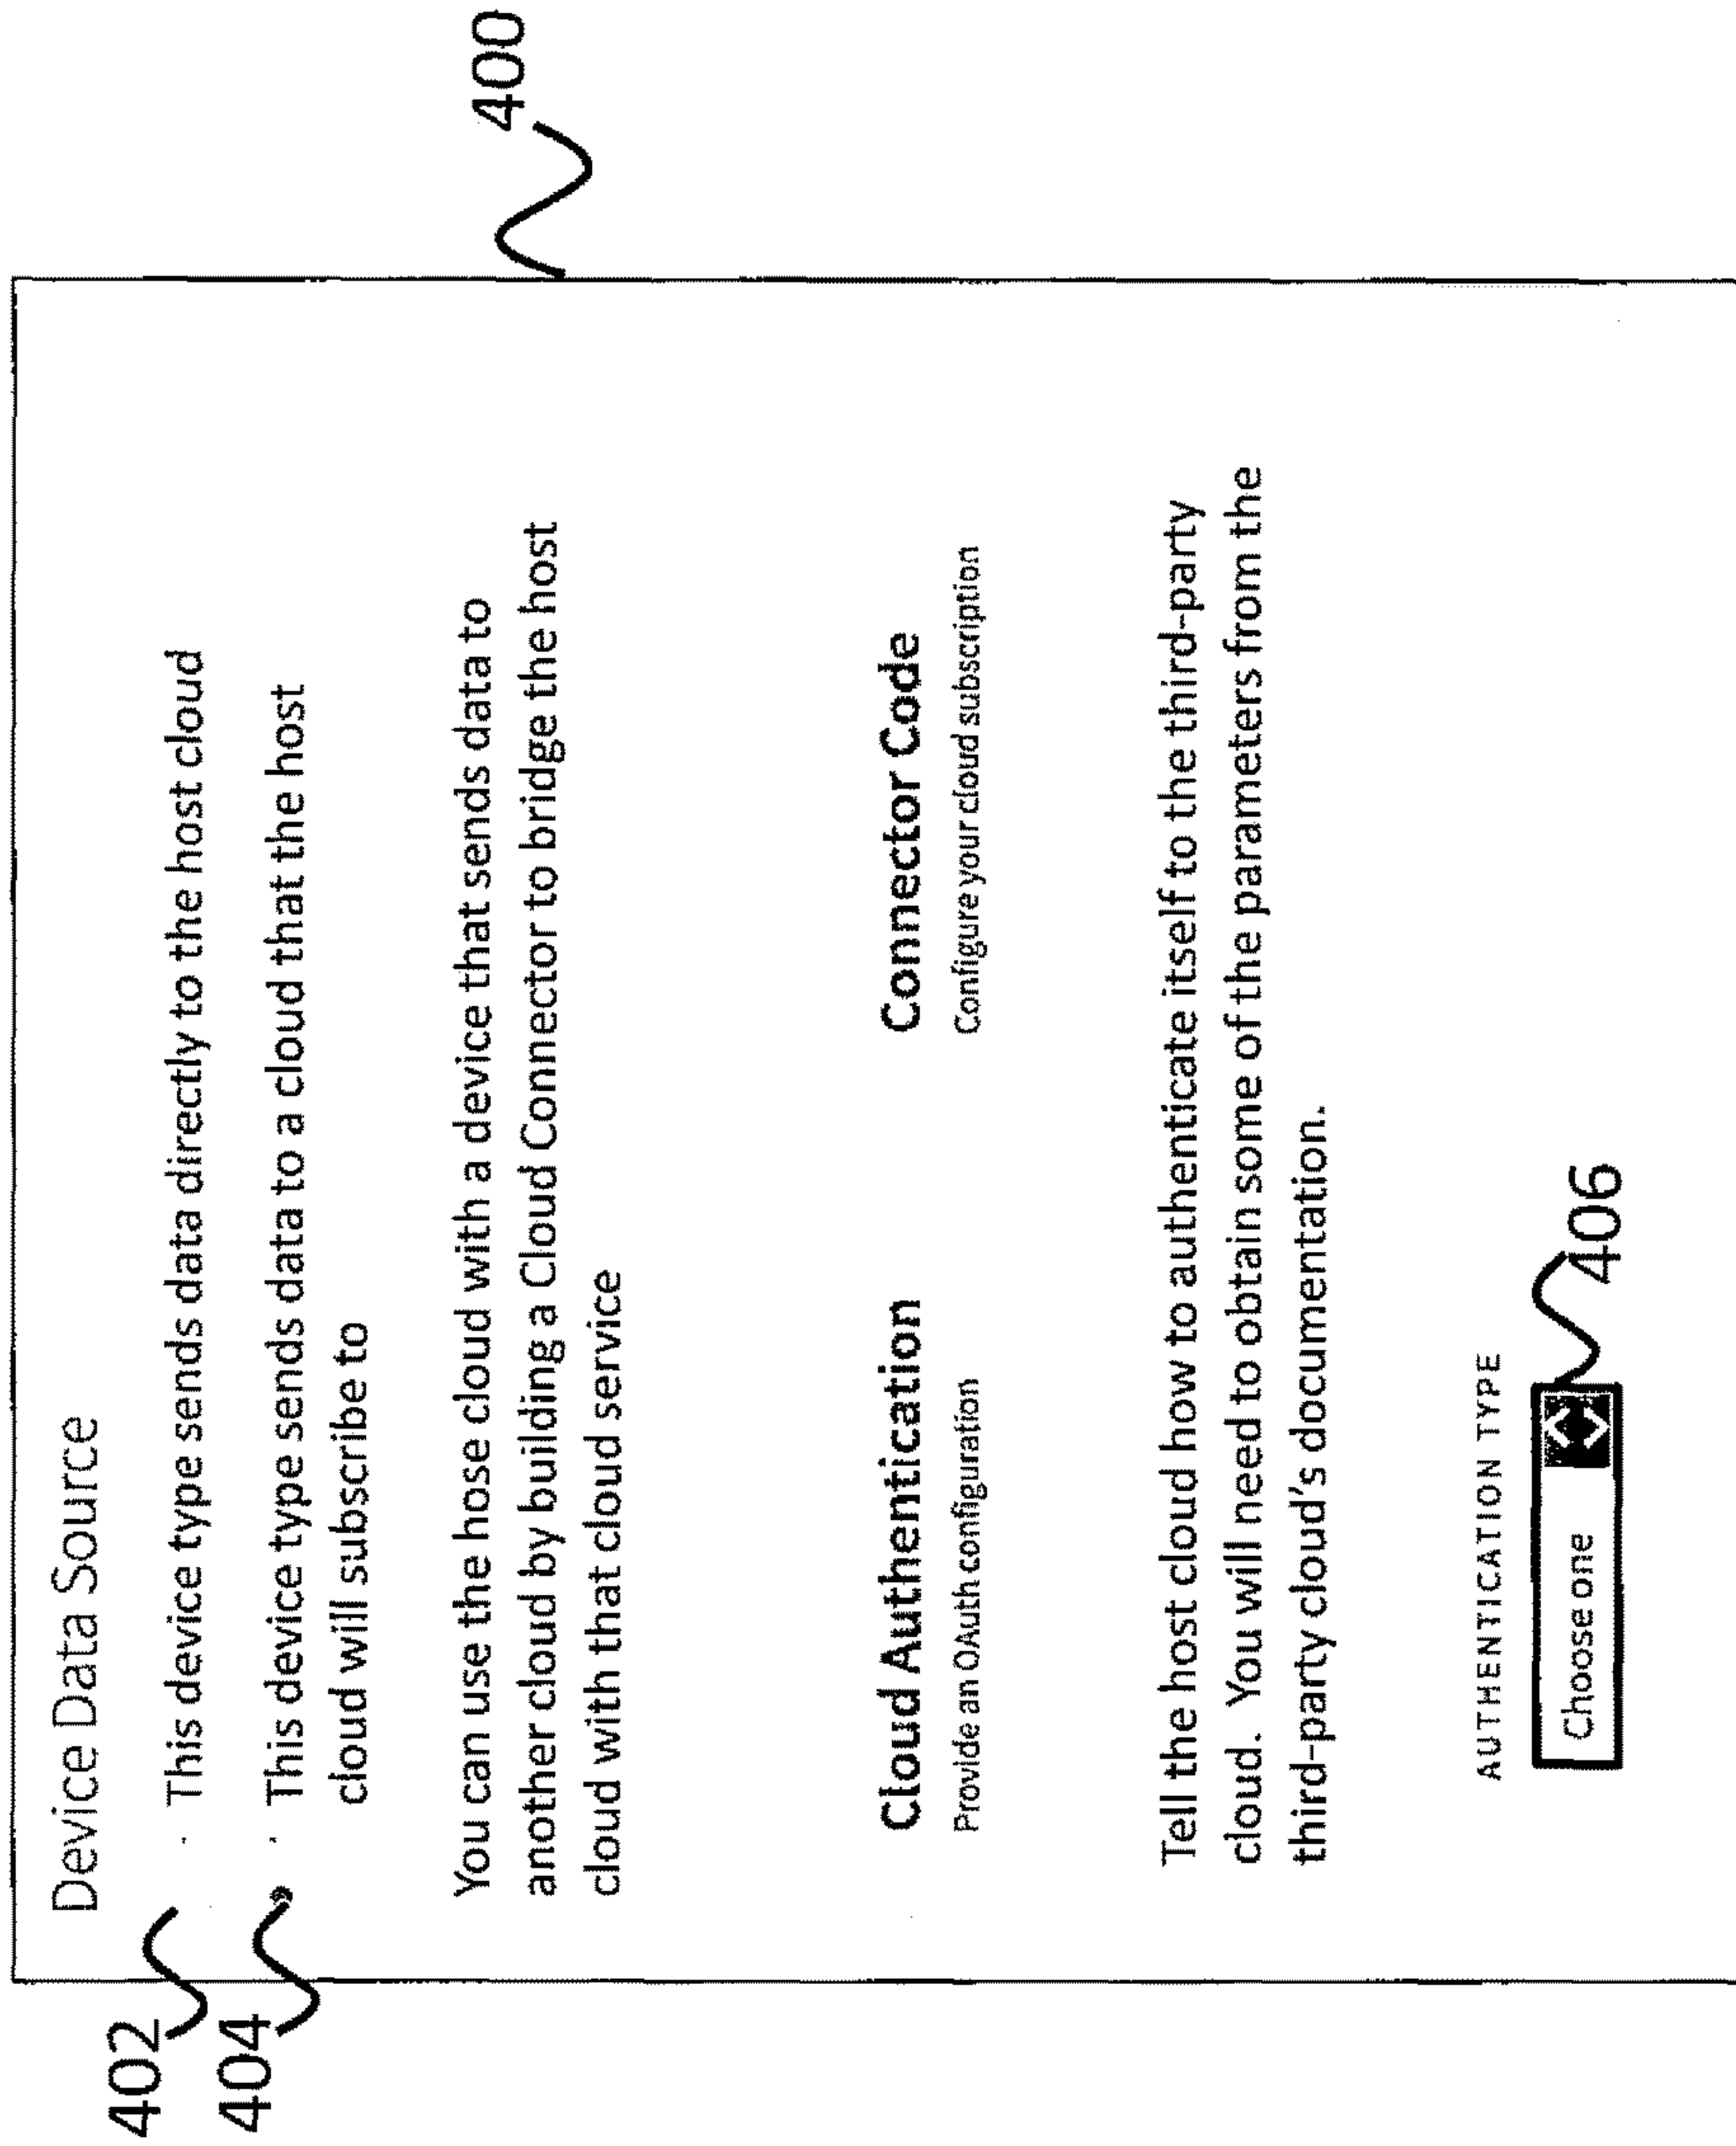 Device Data Source
402
This device type sends data directly to the host cloud
404
This device type sends data to a cloud that the host
cloud will subscribe to
400
You can use the hose cloud with a device that sends data to
another cloud by building a Cloud Connector to bridge the host
cloud with that cloud service
Cloud Authentication
Provide an OAuth configuration
Connector Code
Configure your cloud subscription
Tell the host cloud how to authenticate itself to the third-party
cloud. You will need to obtain some of the parameters from the
third-party cloud's documentation.
AUTHENTICATION TYPE
Choose one
406